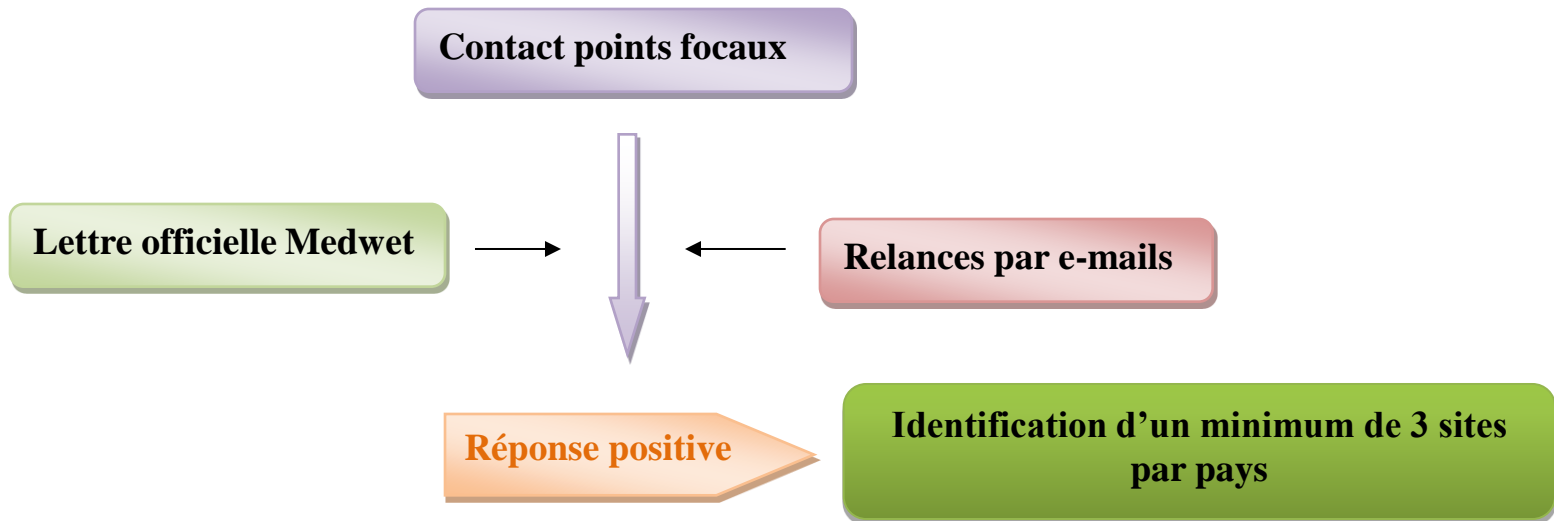 Contact points focaux
Lettre officielle Medwet
Relances par e-mails
Réponse positive
Identification d’un minimum de 3 sites
par pays